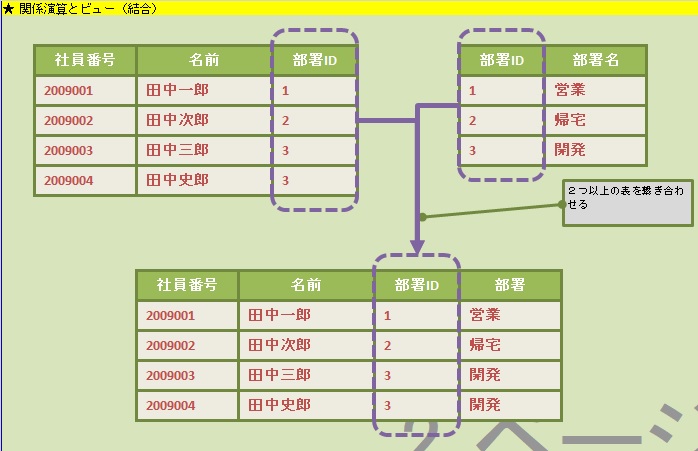 ★ 関係演算とビュー（結合）
社員番号 名前 部署ID
2009001 田中一郎 1
2009002 田中次郎 2
2009003 田中三郎 3
2009004 田中史郎 3
部署ID 部署名
1 営業
2 帰宅
3 開発
２つ以上の表を繋ぎ合わ
せる
社員番号 名前 部署ID 部署
2009001 田中一郎 1 営業
2009002 田中次郎 2 帰宅
2009003 田中三郎 3 開発
2009004 田中史郎 3 開発
2 ページ